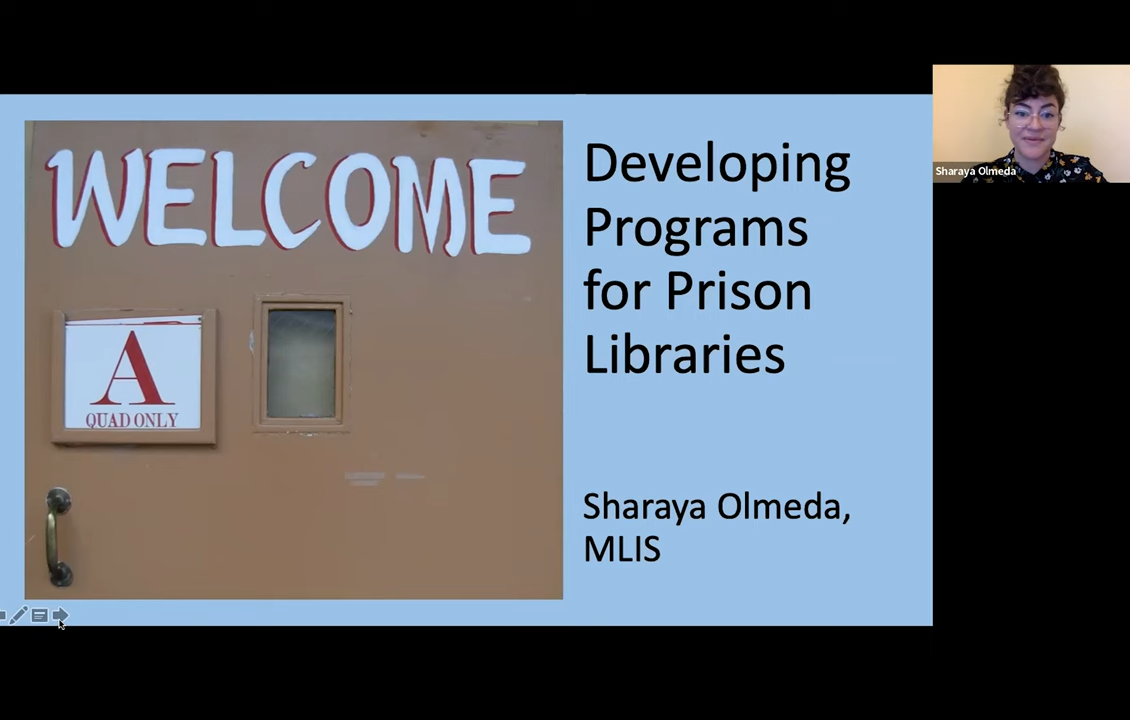 WELCOME
A
QUAD ONLY
Developing
Programs
for Prison
Libraries
Sharaya Olmeda,
MLIS
Sharaya Olmeda